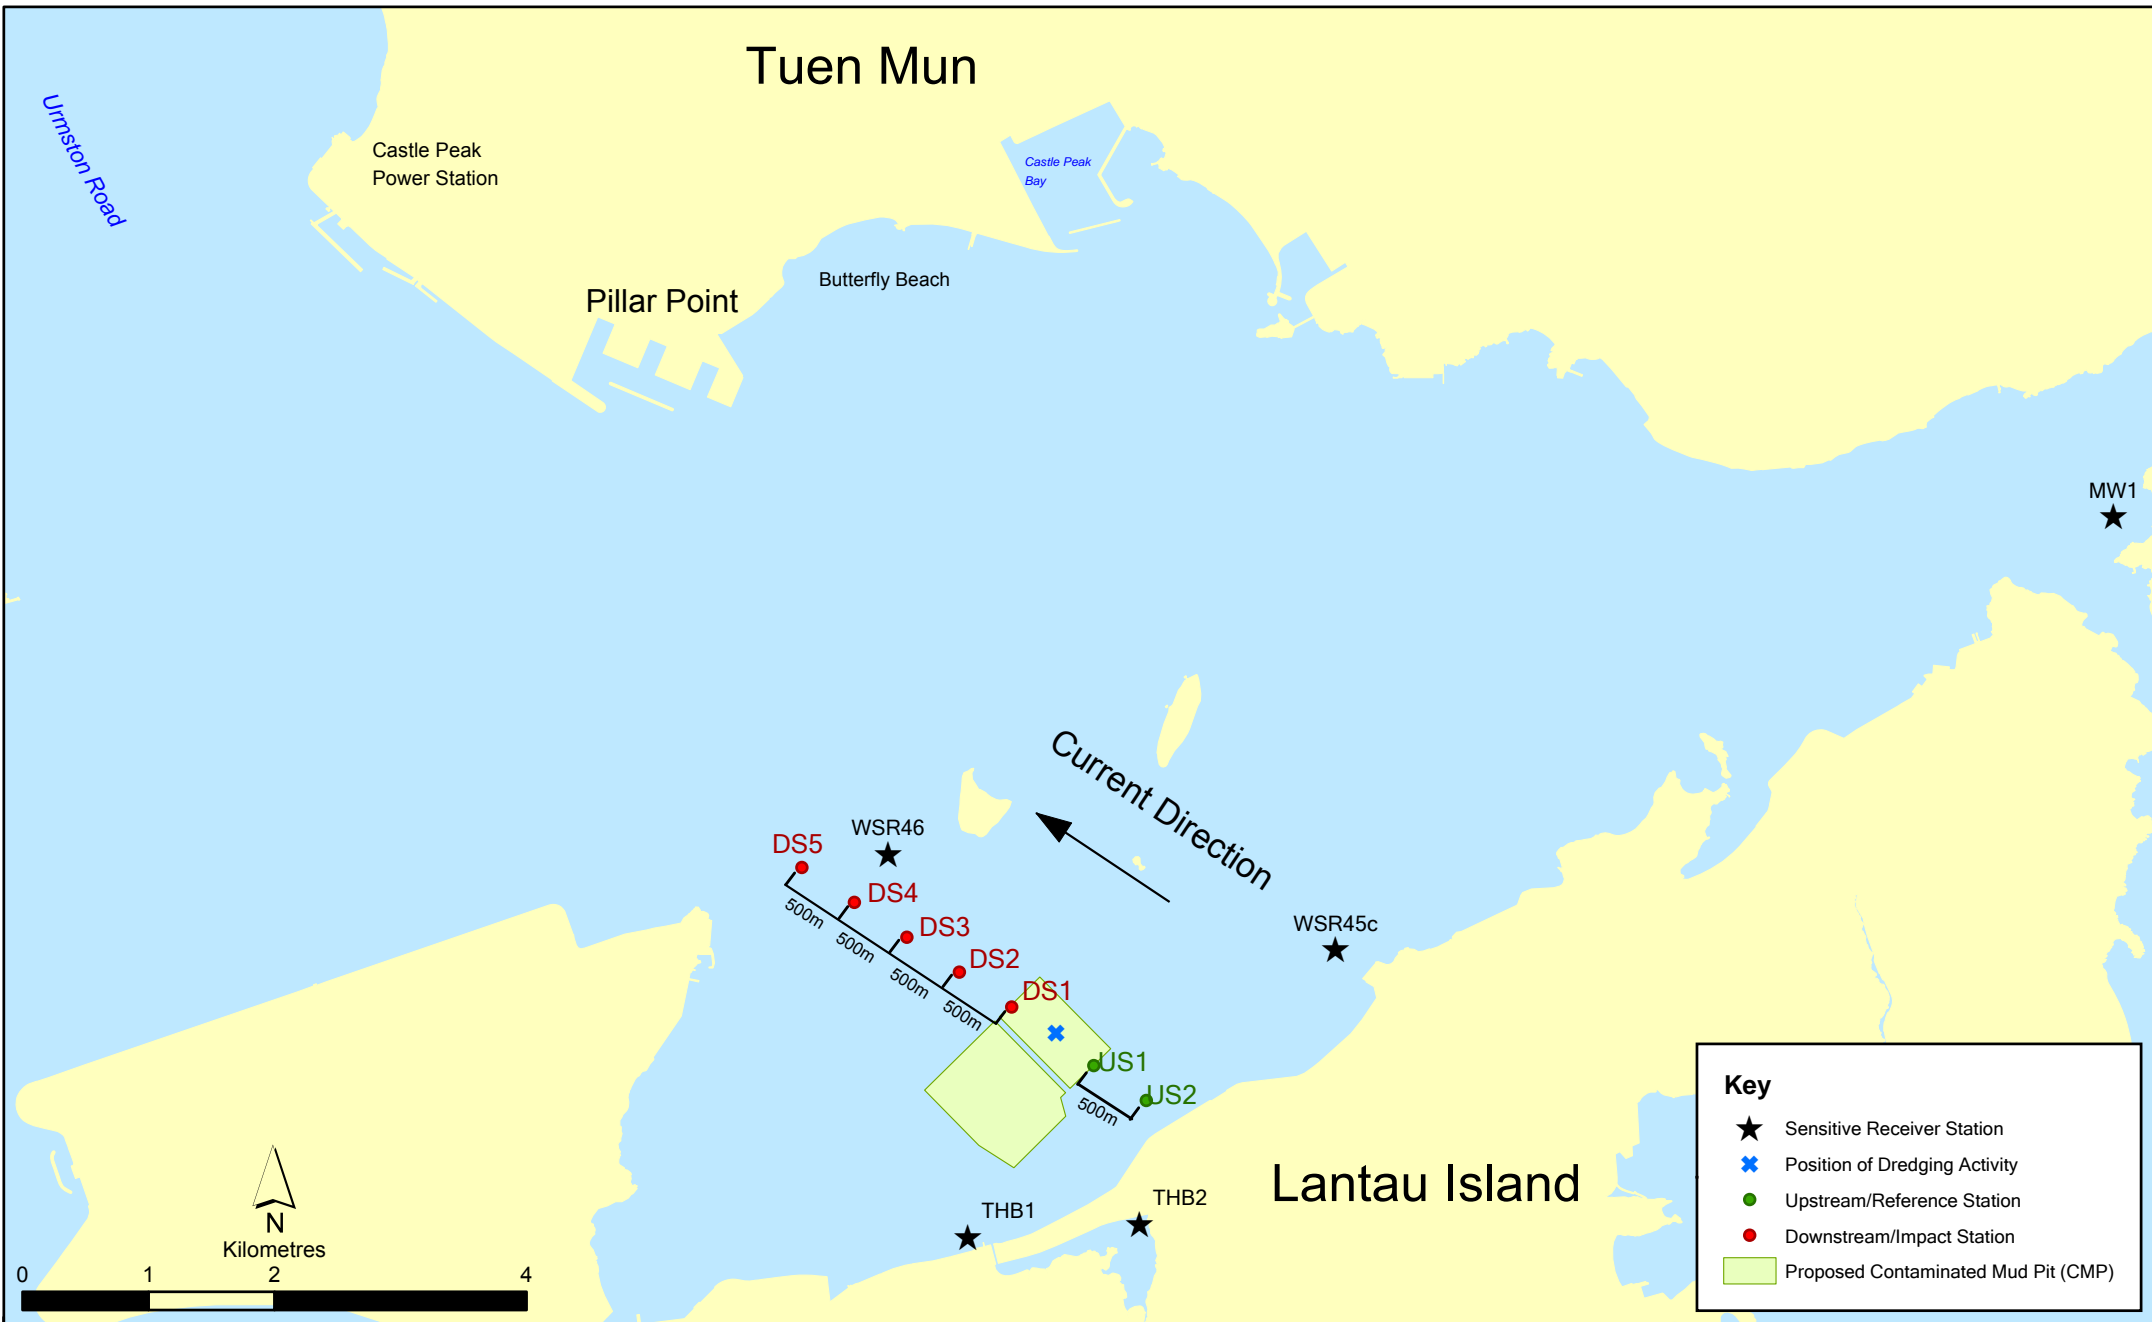 Tuen Mun
Urmston Road
Castle Peak
Power Station
Castle Peak
Bay
Butterfly Beach
Pillar Point
MW1
Current Direction
WSR46
DS5
DS4
DS3
DS2
DS1
500m
500m
500m
500m
WSR45c
US1
US2
500m
Lantau Island
THB1
THB2
N
Kilometres
0 1 2 4
Key
Sensitive Receiver Station
Position of Dredging Activity
Upstream/Reference Station
Downstream/Impact Station
Proposed Contaminated Mud Pit (CMP)